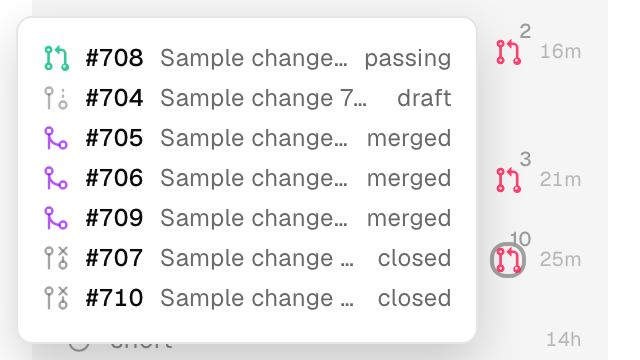 #708 Sample change… passing
2
16m
#704 Sample change 7… draft
#705 Sample change… merged
#706 Sample change… merged
3
21m
#709 Sample change… merged
#707 Sample change … closed
10
25m
#710 Sample change … closed
short
14h